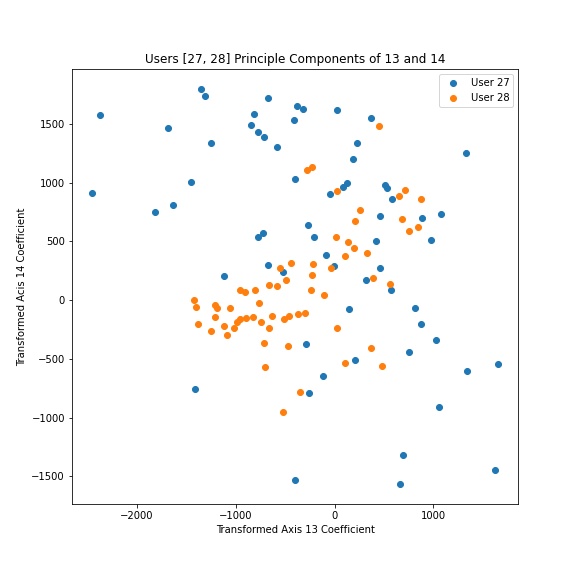 Users [27, 28] Principle Components of 13 and 14
User 27
User 28
Transformed Acis 14 Coefficient
1500
1000
500
0
−500
−1000
−1500
−2000
−1000
0
1000
Transformed Axis 13 Coefficient